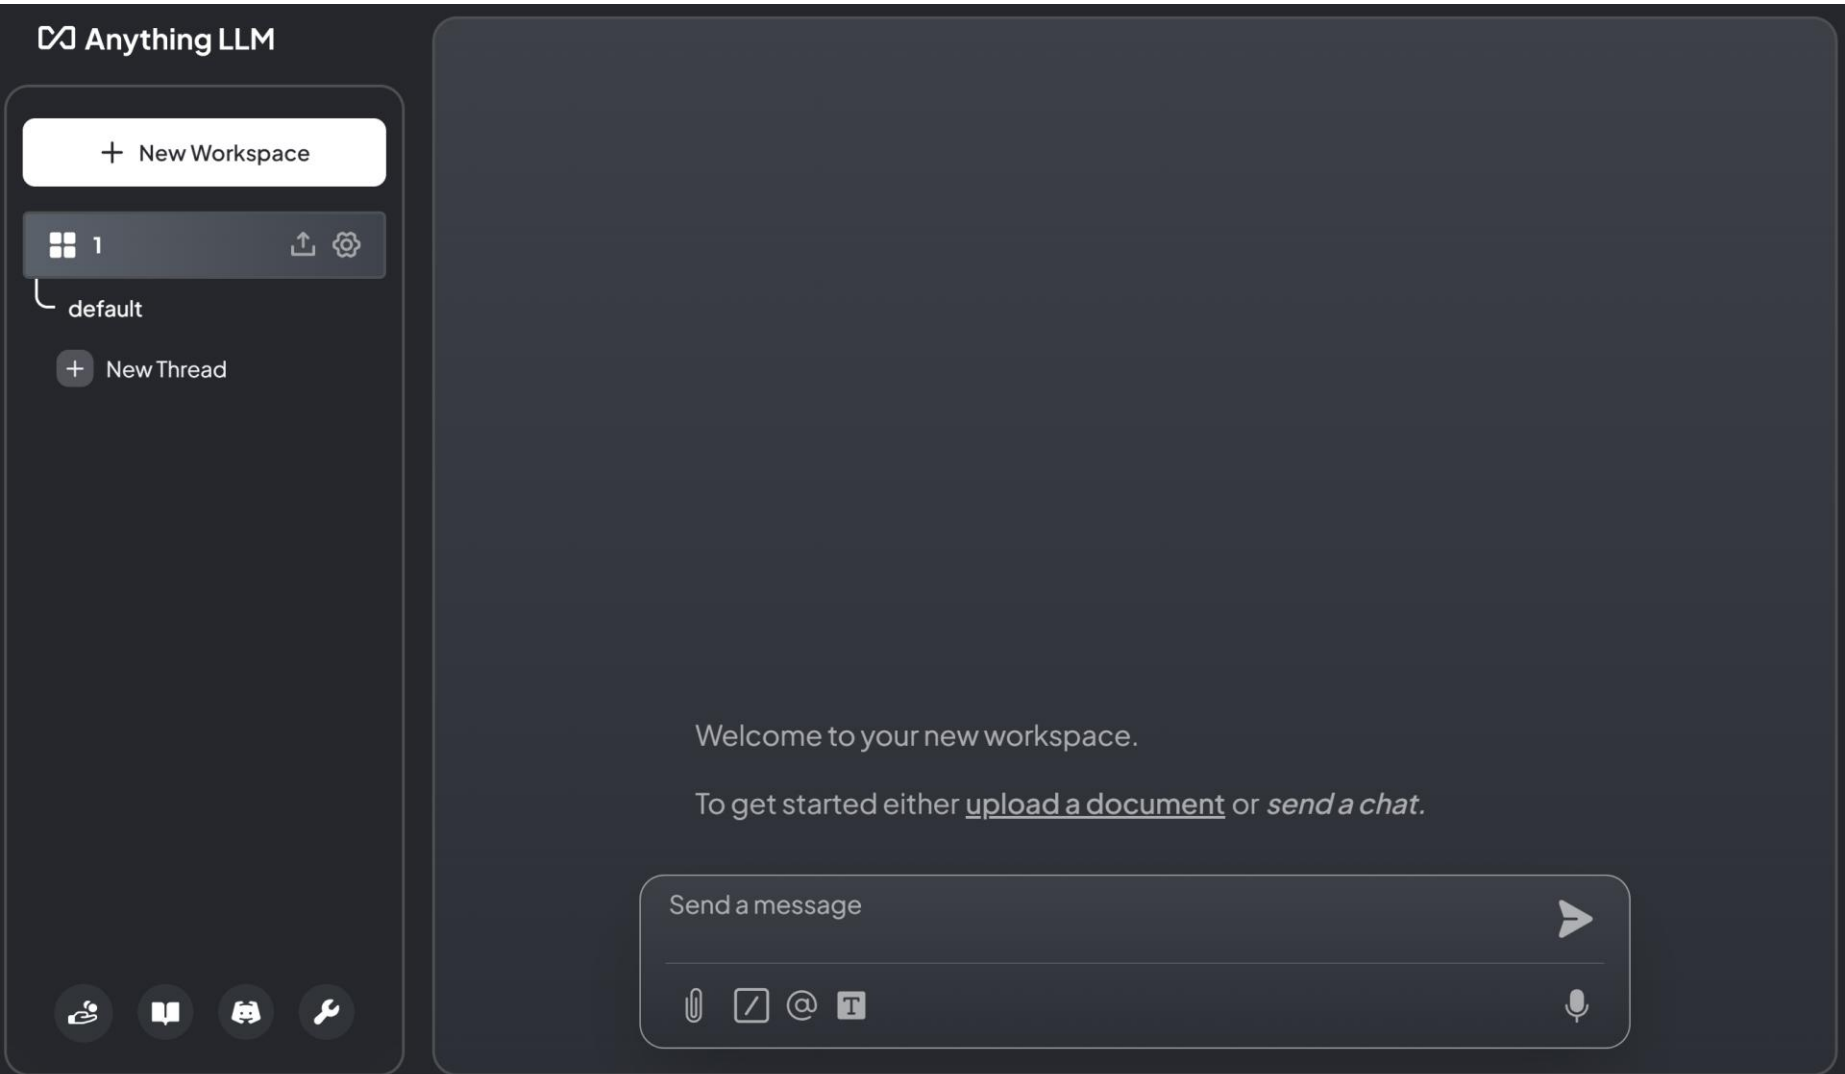 Anything LLM
New Workspace
1
default
New Thread
Welcome to your new workspace.
To get started either upload a document or send a chat.
Send a message